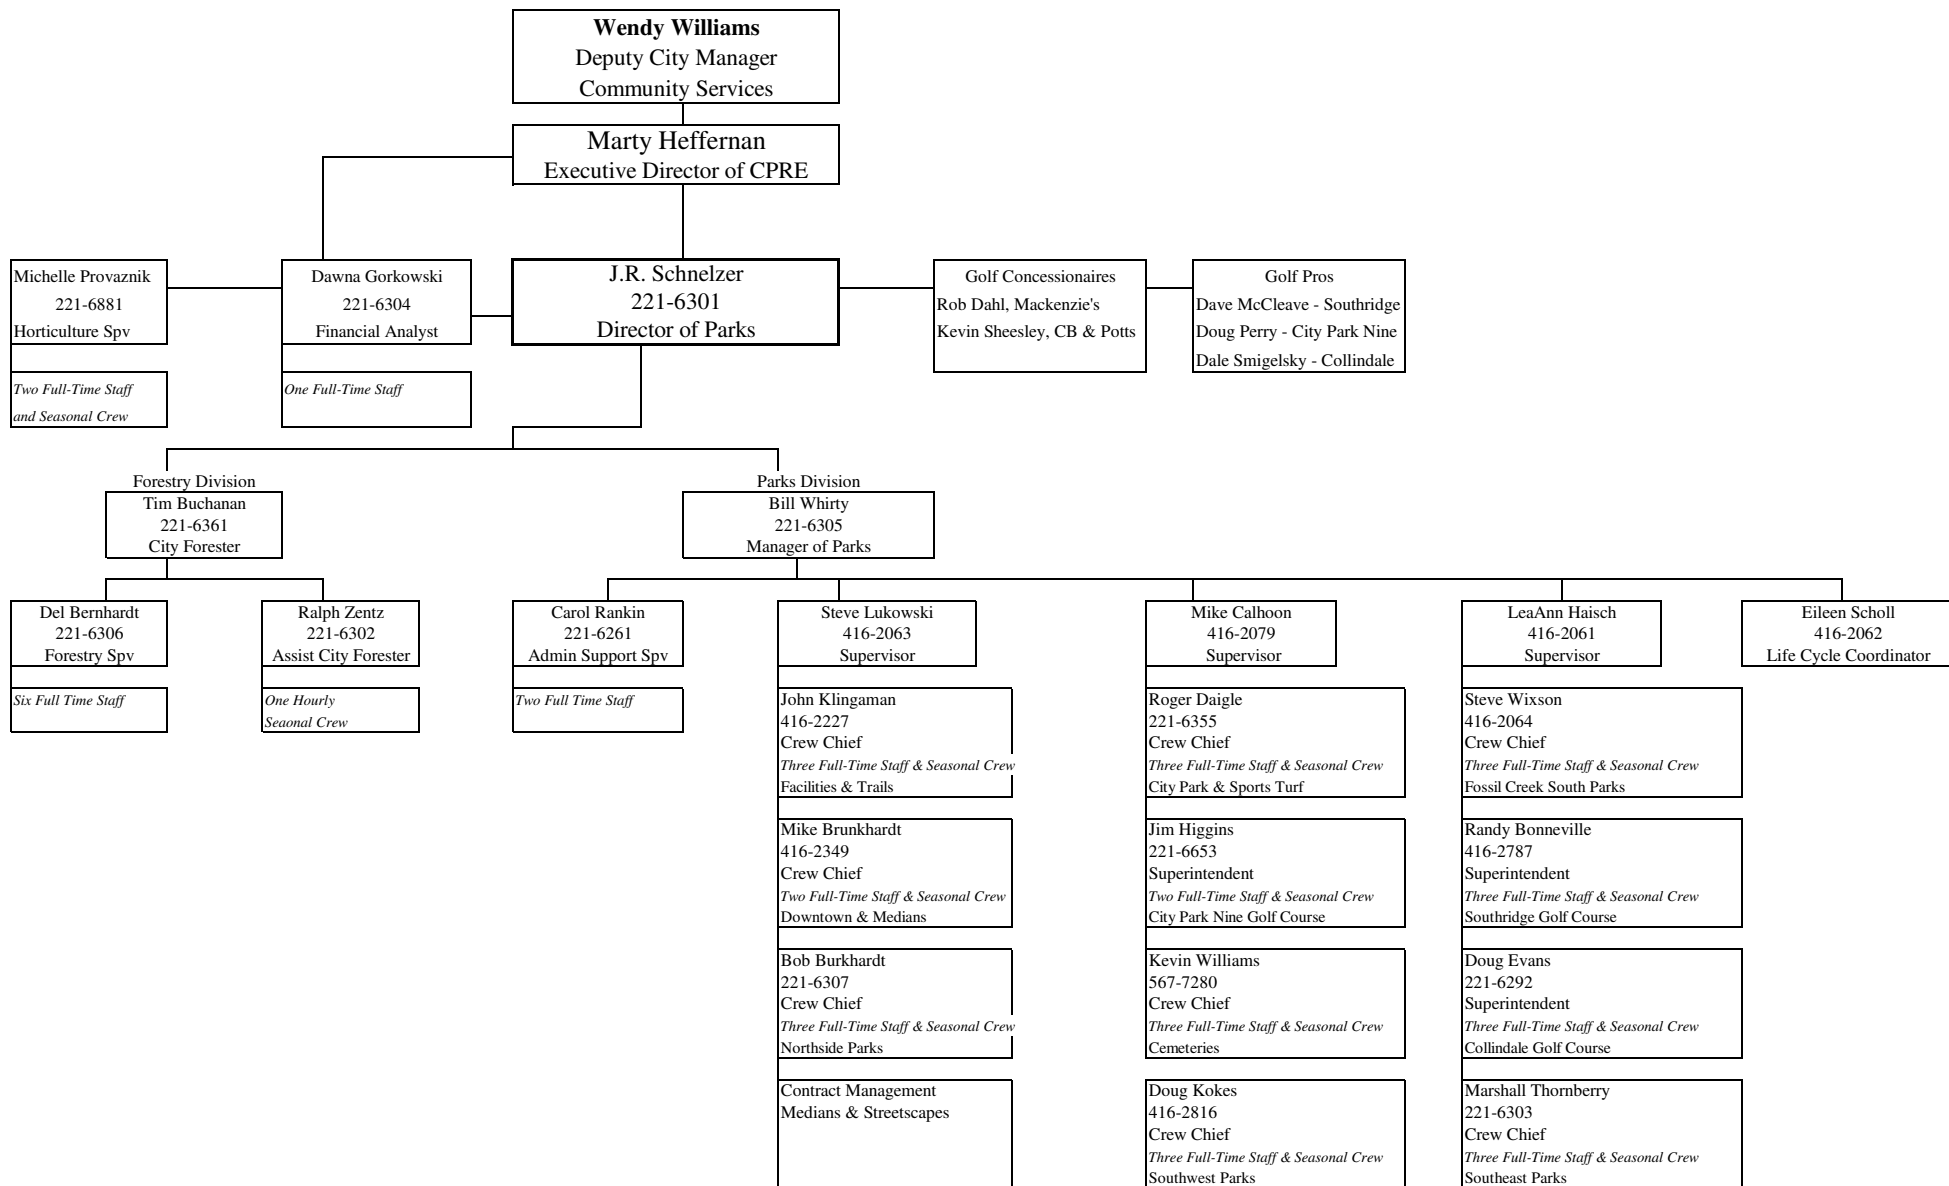 Wendy Williams
Deputy City Manager
Community Services
Marty Heffernan
Executive Director of CPRE
Michelle Provaznik
221-6881
Horticulture Spv
Two Full-Time Staff
and Seasonal Crew
Dawna Gorkowski
221-6304
Financial Analyst
One Full-Time Staff
J.R. Schnelzer
221-6301
Director of Parks
Golf Concessionaires
Rob Dahl, Mackenzie's
Kevin Sheesley, CB & Potts
Golf Pros
Dave McCleave - Southridge
Doug Perry - City Park Nine
Dale Smigelsky - Collindale
Forestry Division
Tim Buchanan
221-6361
City Forester
Parks Division
Bill Whirty
221-6305
Manager of Parks
Del Bernhardt
221-6306
Forestry Spv
Six Full Time Staff
Ralph Zentz
221-6302
Assist City Forester
One Hourly
Seaonal Crew
Carol Rankin
221-6261
Admin Support Spv
Two Full Time Staff
Steve Lukowski
416-2063
Supervisor
John Klingaman
416-2227
Crew Chief
Three Full-Time Staff & Seasonal Crew
Facilities & Trails
Mike Brunkhardt
416-2349
Crew Chief
Two Full-Time Staff & Seasonal Crew
Downtown & Medians
Bob Burkhardt
221-6307
Crew Chief
Three Full-Time Staff & Seasonal Crew
Northside Parks
Contract Management
Medians & Streetscapes
Mike Calhoon
416-2079
Supervisor
Roger Daigle
221-6355
Crew Chief
Three Full-Time Staff & Seasonal Crew
City Park & Sports Turf
Jim Higgins
221-6653
Superintendent
Two Full-Time Staff & Seasonal Crew
City Park Nine Golf Course
Kevin Williams
567-7280
Crew Chief
Three Full-Time Staff & Seasonal Crew
Cemeteries
Doug Kokes
416-2816
Crew Chief
Three Full-Time Staff & Seasonal Crew
Southwest Parks
LeaAnn Haisch
416-2061
Supervisor
Steve Wixson
416-2064
Crew Chief
Three Full-Time Staff & Seasonal Crew
Fossil Creek South Parks
Randy Bonneville
416-2787
Superintendent
Three Full-Time Staff & Seasonal Crew
Southridge Golf Course
Doug Evans
221-6292
Superintendent
Three Full-Time Staff & Seasonal Crew
Collindale Golf Course
Marshall Thornberry
221-6303
Crew Chief
Three Full-Time Staff & Seasonal Crew
Southeast Parks
Eileen Scholl
416-2062
Life Cycle Coordinator